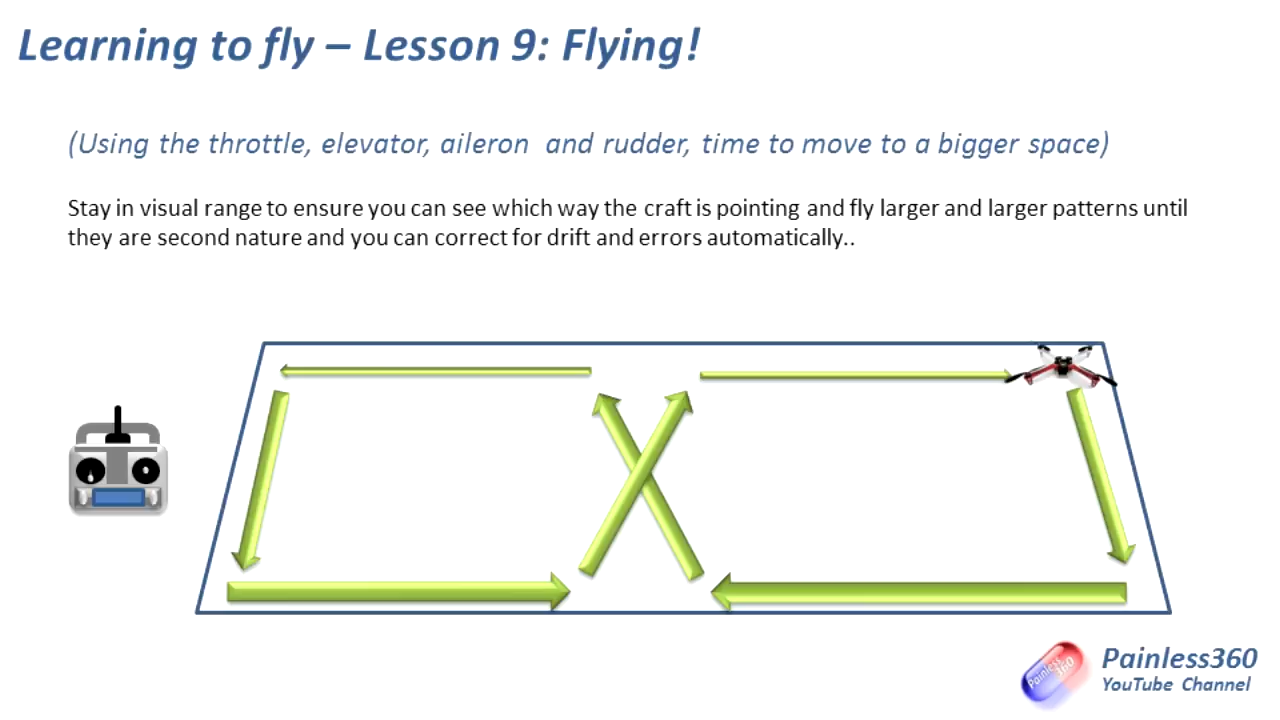 Learning to fly – Lesson 9: Flying!
(Using the throttle, elevator, aileron and rudder, time to move to a bigger space)
Stay in visual range to ensure you can see which way the craft is pointing and fly larger and larger patterns until
they are second nature and you can correct for drift and errors automatically..
Painless
360
Painless360
YouTube Channel